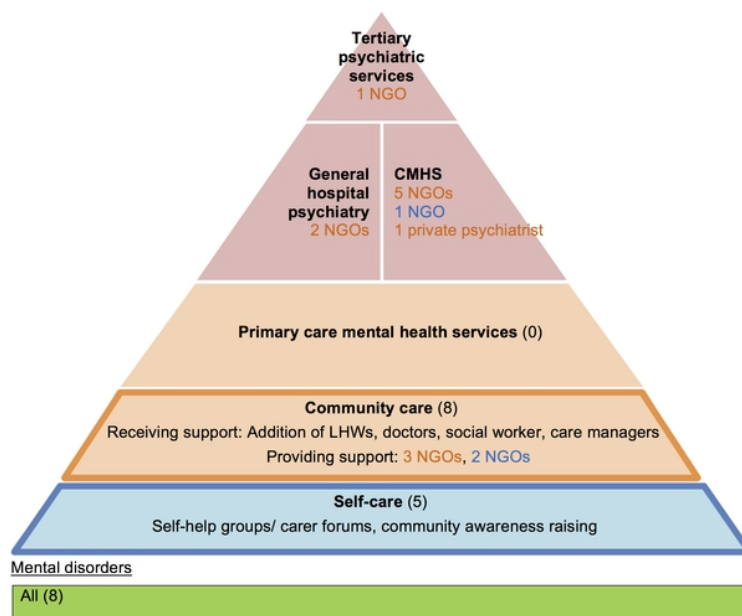 Tertiary
psychiatric
services
1 NGO
General
hospital
psychiatry
2 NGOs
CMHS
5 NGOs
1 NGO
1 private psychiatrist
Primary care mental health services (0)
Community care (8)
Receiving support: Addition of LHWs, doctors, social worker, care managers
Providing support: 3 NGOs, 2 NGOs
Self-care (5)
Self-help groups/ carer forums, community awareness raising
Mental disorders
All (8)